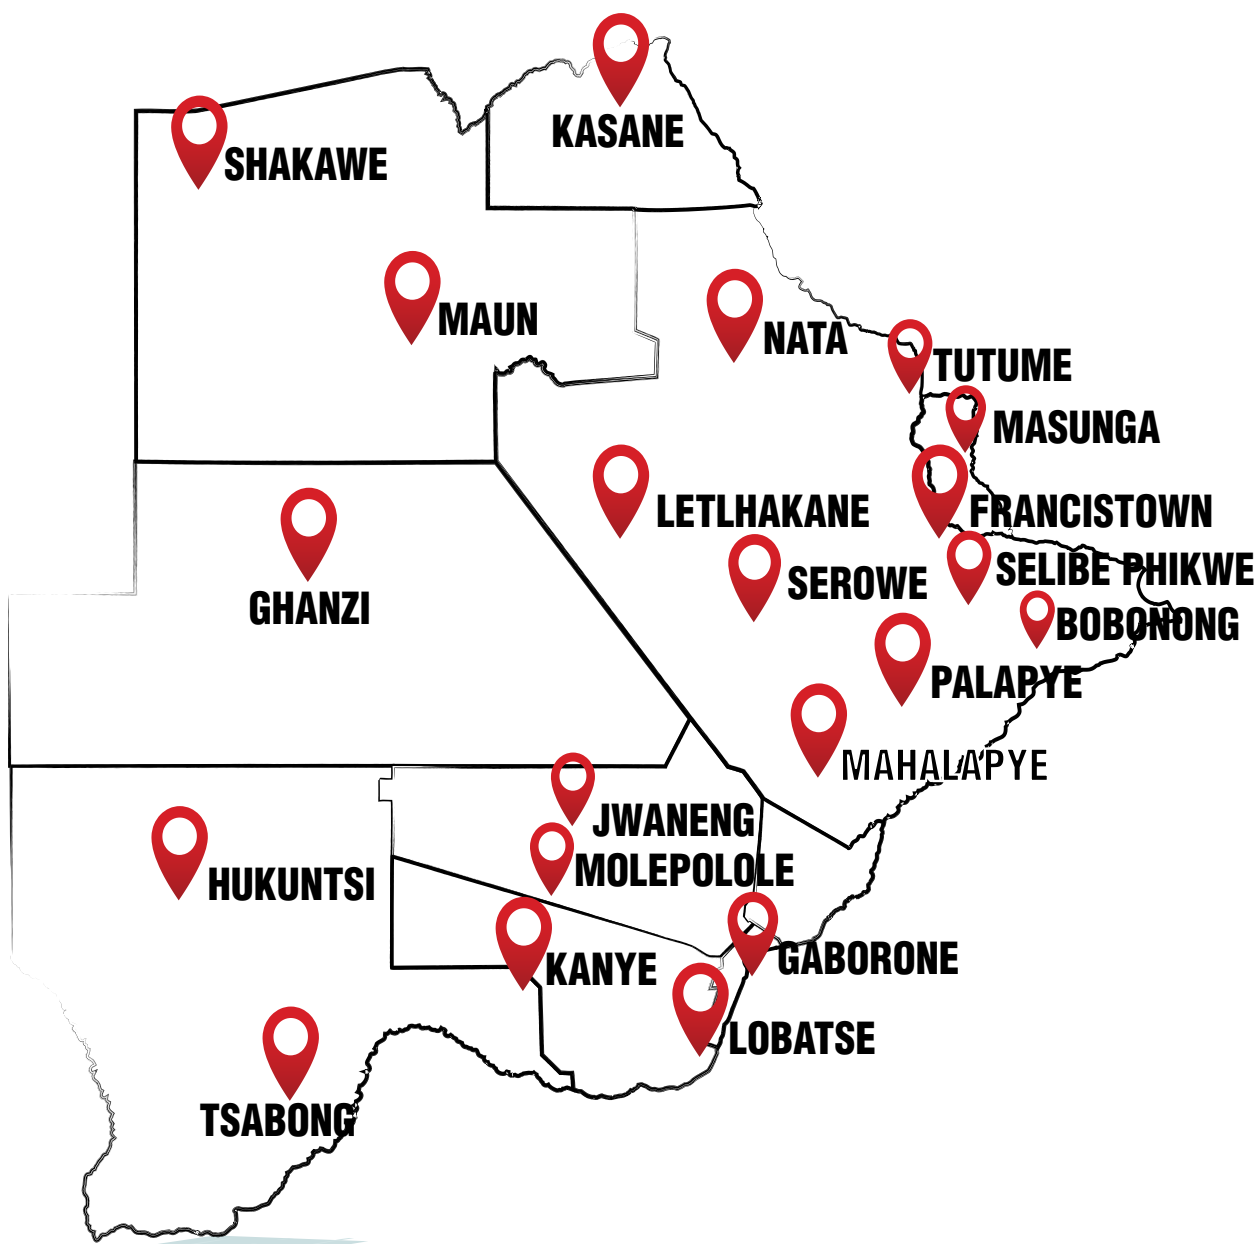 KASANE
SHAKAWE
MAUN
NATA
TUTUME
MASUNGA
LETLHAKANE
FRANCISTOWN
SELIBE PHIKWE
SEROWE
GHANZI
BOBONONG
PALAPYE
MAHALAPYE
JWANENG
MOLEPOLOLE
HUKUNTSI
GABORONE
KANYE
LOBATSE
TSABONG